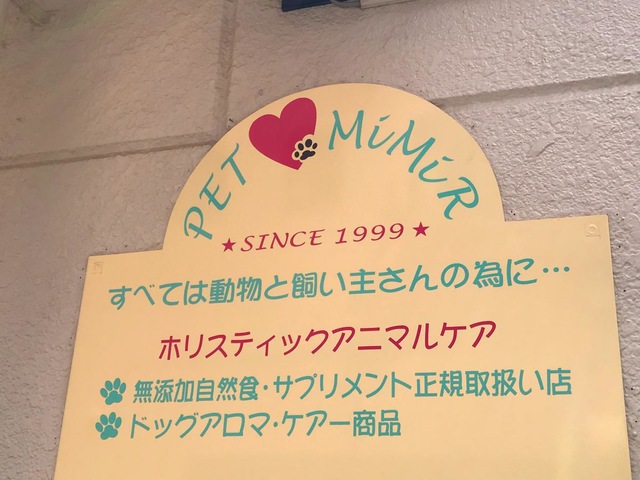 PET MiMiR
★SINCE 1999★
すべては動物と飼い主さんの為に…
ホリスティックアニマルケア
無添加自然食・サプリメント正規取扱い店
ドッグアロマ・ケアー商品